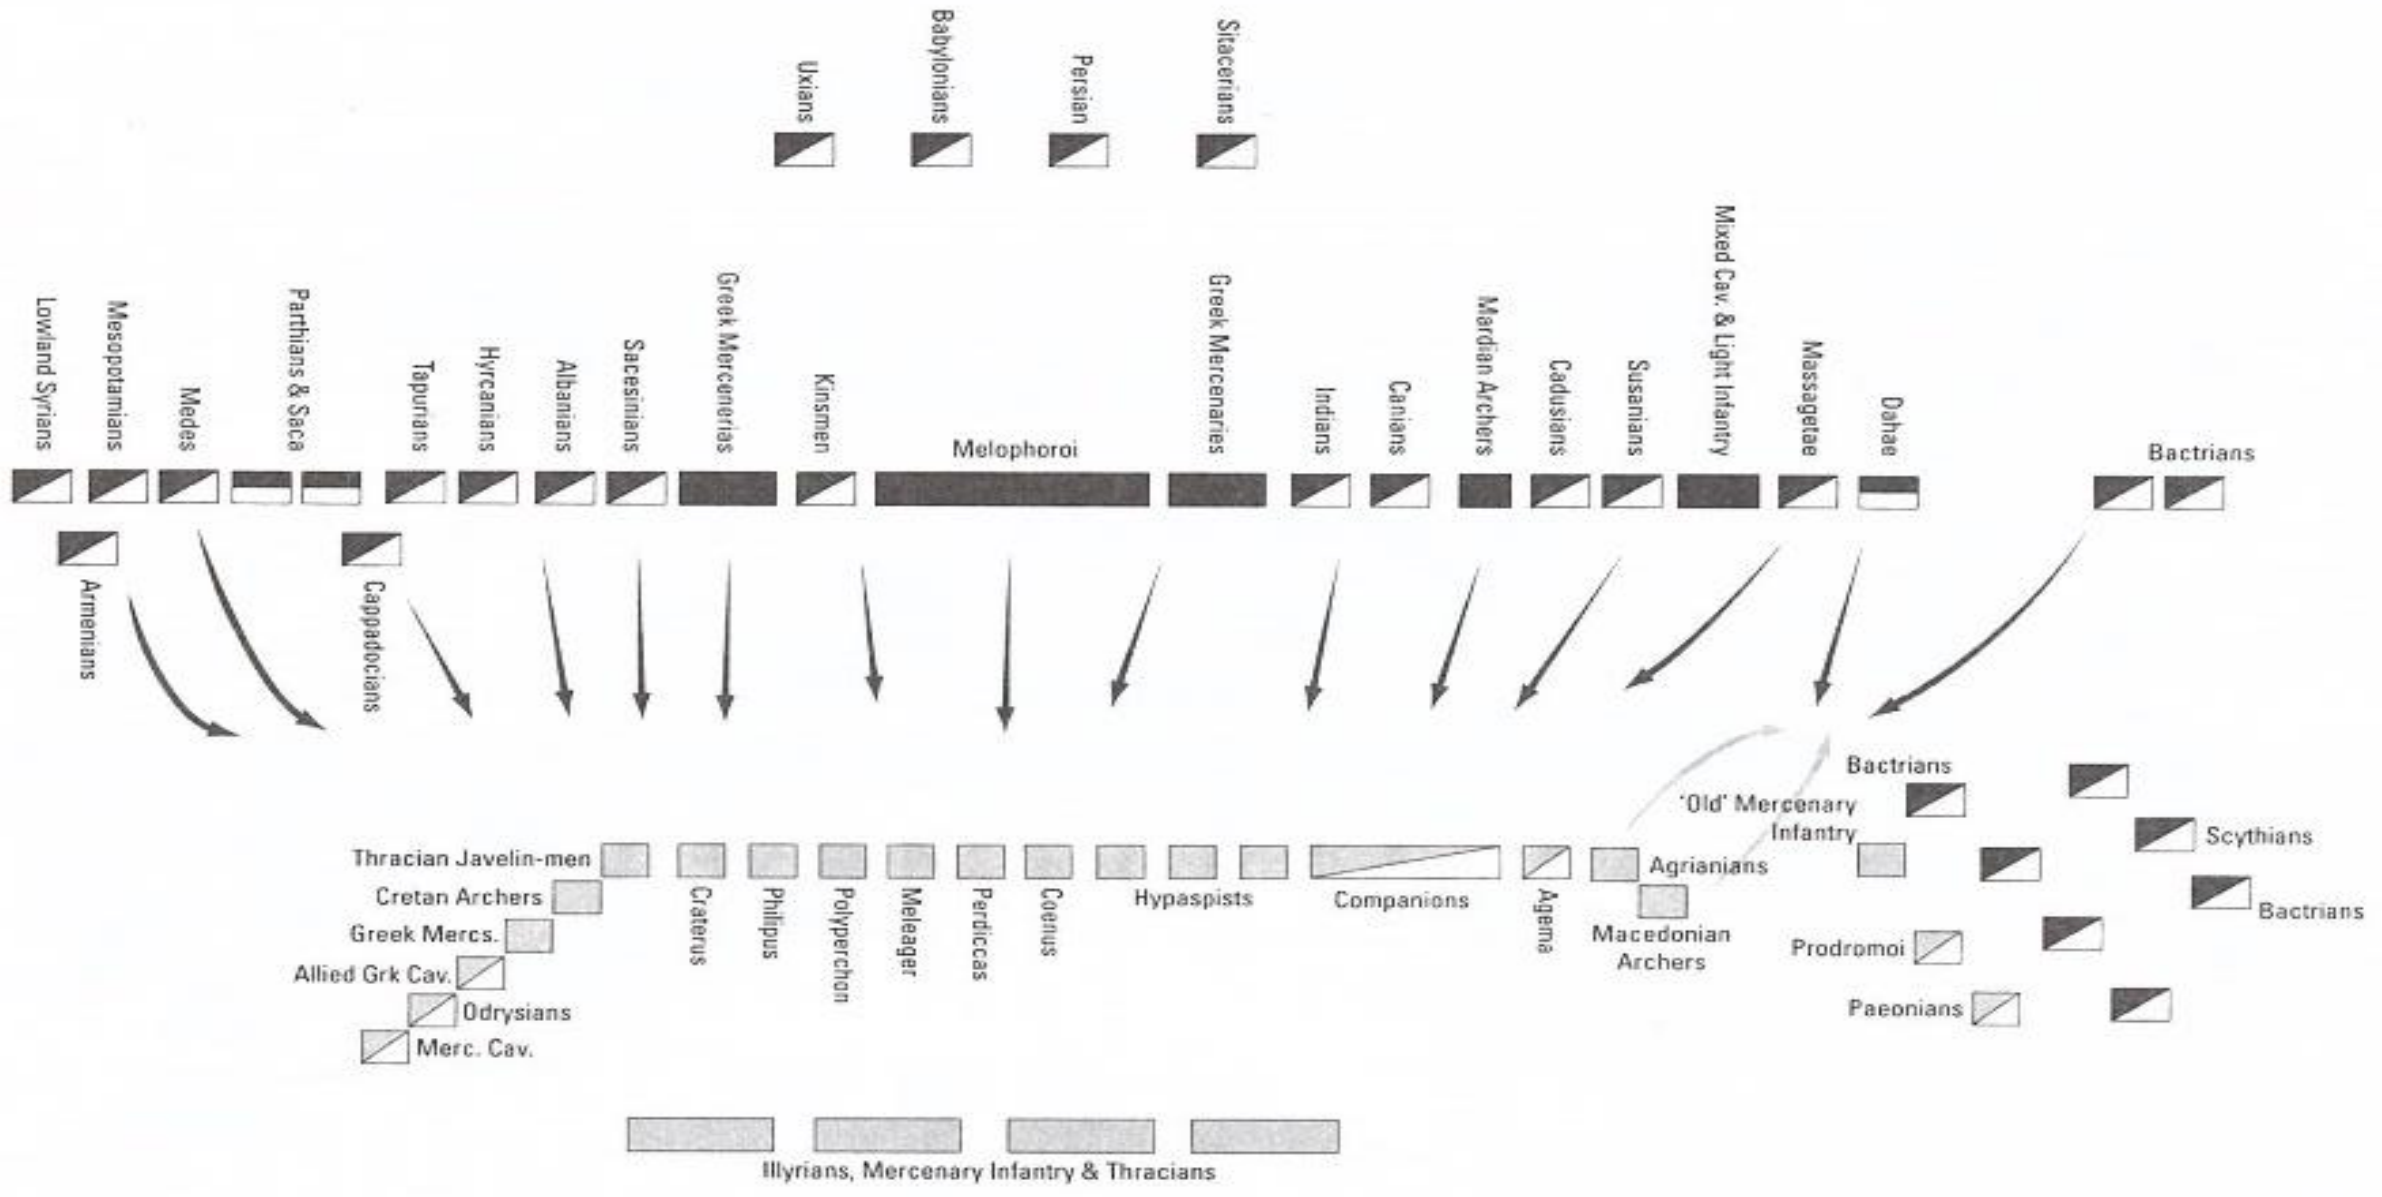 Uxians
Babylonians
Persian
Sitacerians
Lowland Syrians
Mesopotamians
Medes
Parthians & Saca
Tapurians
Hyrcanians
Albanians
Sacesinians
Greek Mercenerias
Kinsmen
Melophoroi
Greek Mercenaries
Indians
Canians
Mardian Archers
Cadusians
Susanians
Mixed Cav. & Light Infantry
Massagetae
Dahae
Bactrians
Armenians
Cappadocians
Bactrians
'Old' Mercenary
Infantry
Scythians
Bactrians
Thracian Javelin-men
Cretan Archers
Greek Mercs.
Allied Grk Cav.
Odrysians
Merc. Cav.
Craterus
Philipus
Polyperchon
Meleager
Perdiccas
Coenus
Hypaspists
Companions
Agema
Agrianians
Macedonian
Archers
Prodromoi
Paeonians
Illyrians, Mercenary Infantry & Thracians